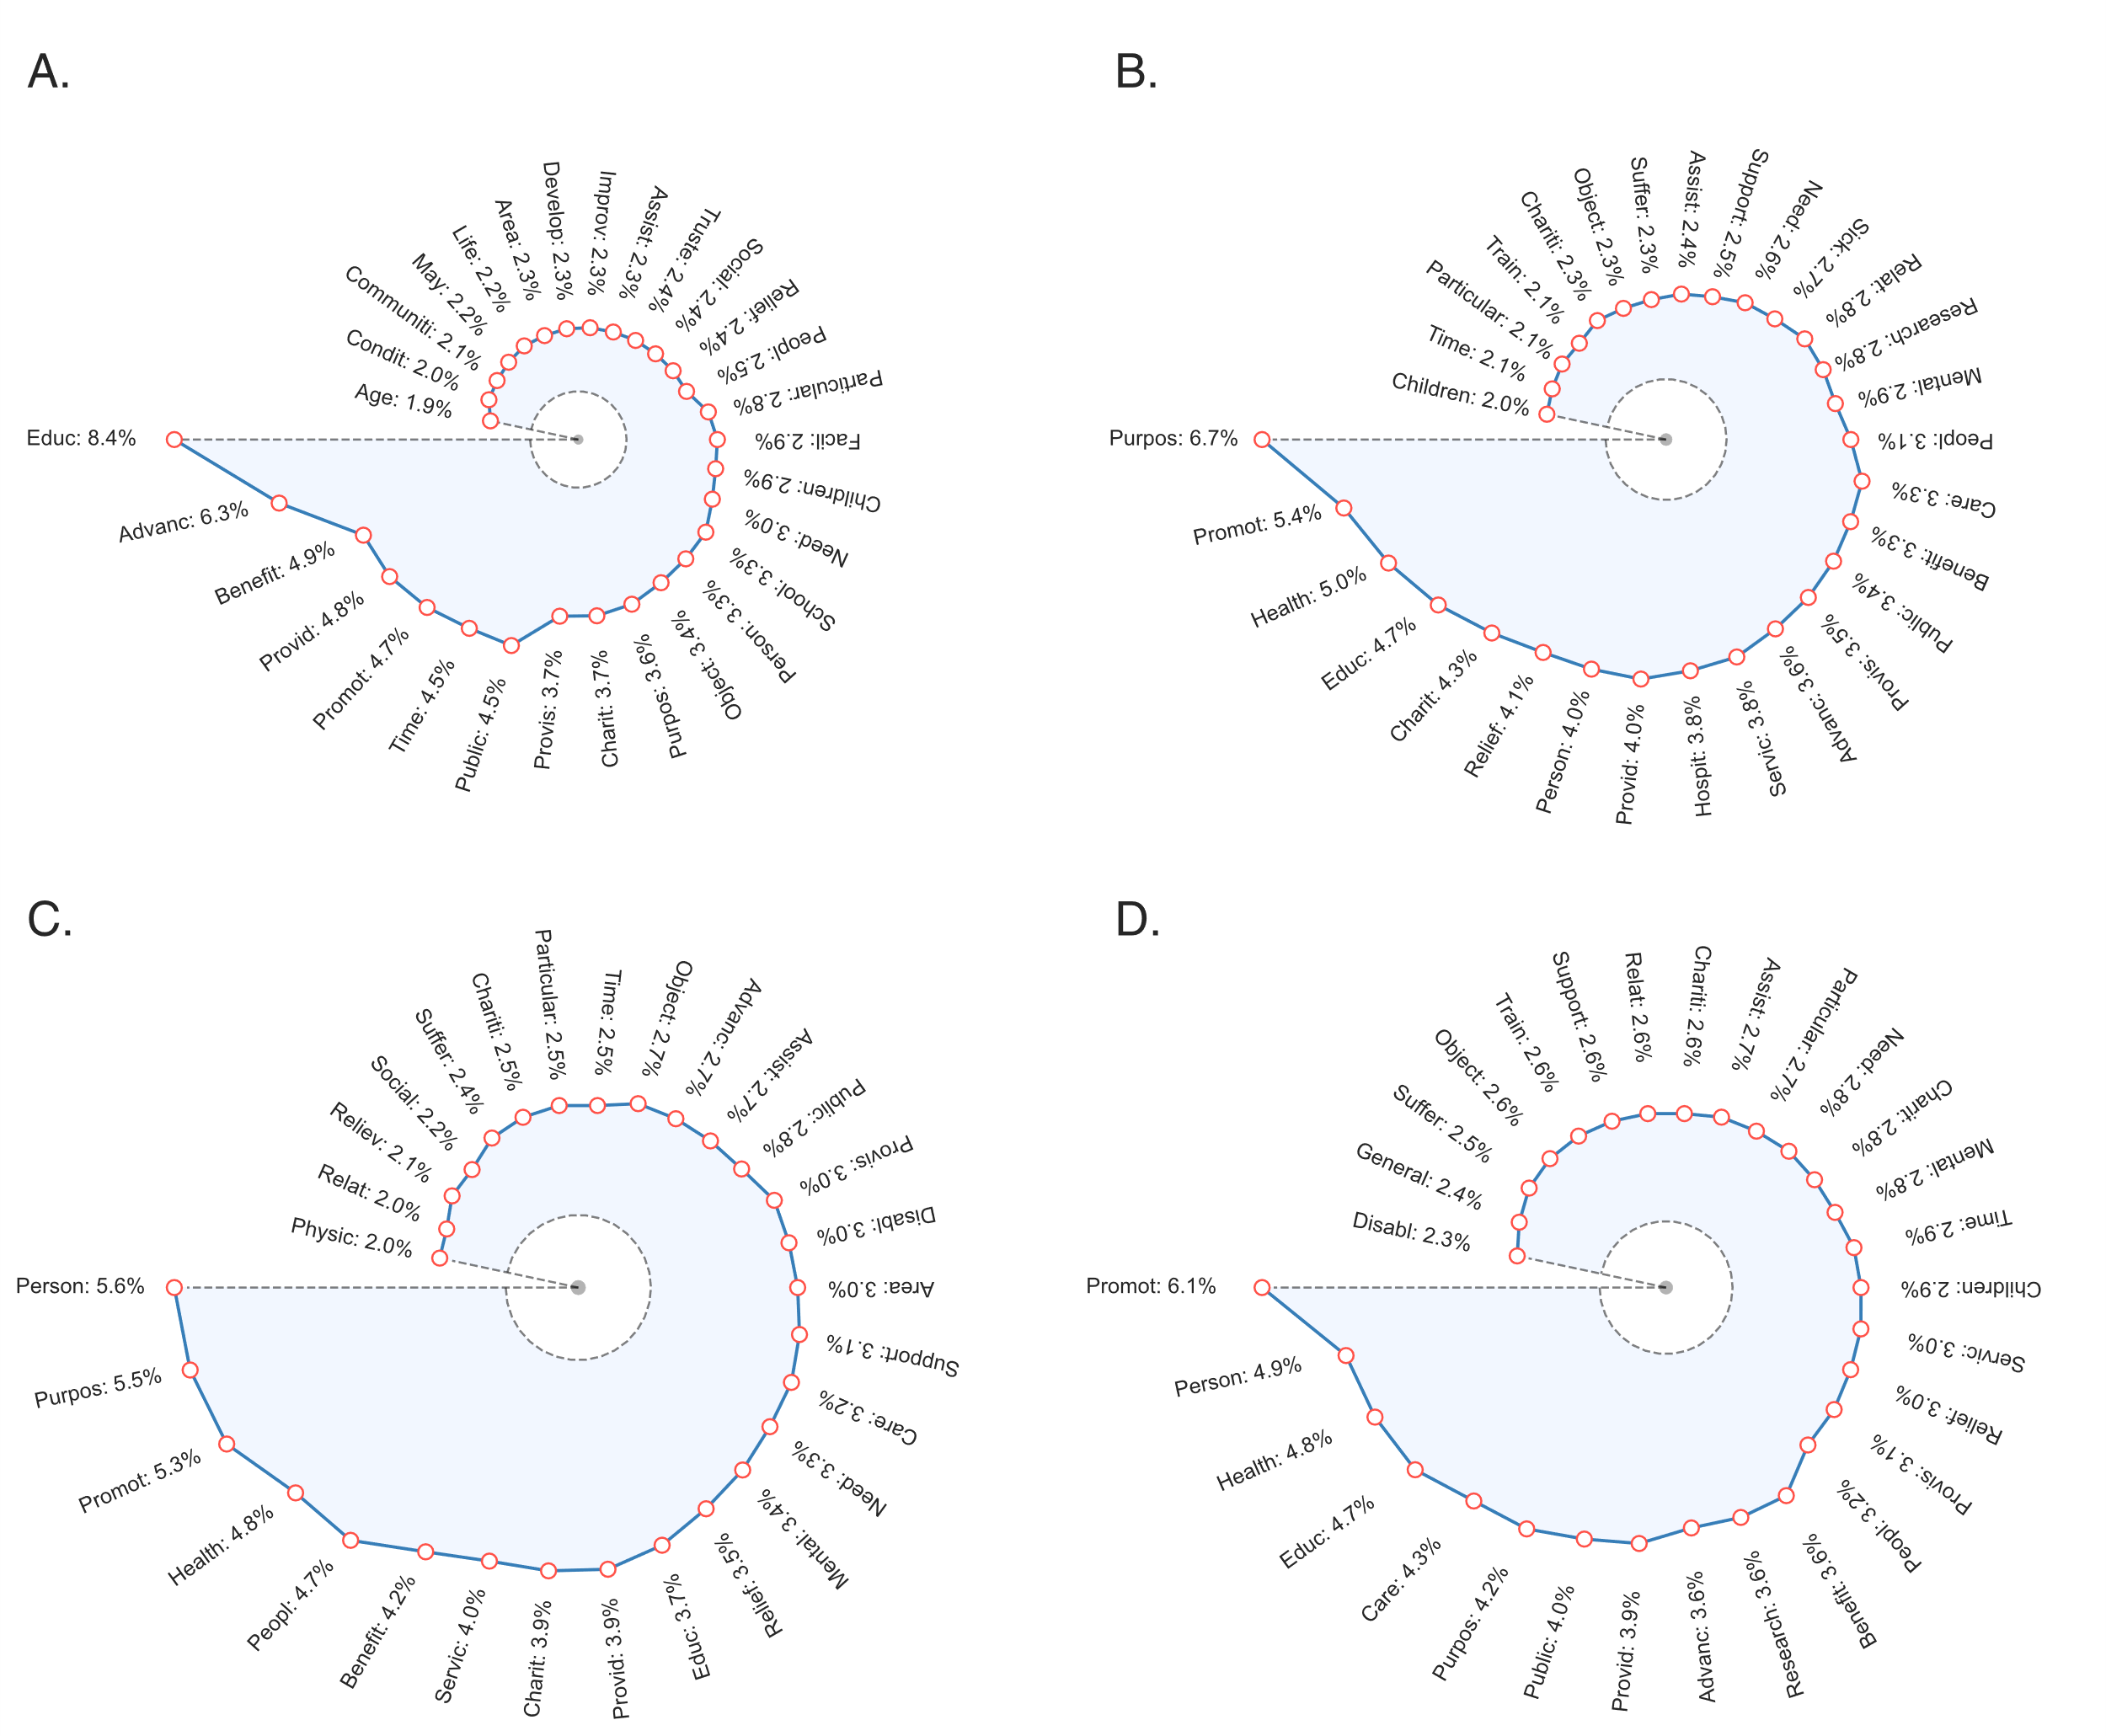 A.
Educ: 8.4%
Advanc: 6.3%
Benefit: 4.9%
Provid: 4.8%
Promot: 4.7%
Time: 4.5%
Public: 4.5%
Provis: 3.7%
Charit: 3.7%
Purpos: 3.6%
Object: 3.4%
Person: 3.3%
School: 3.3%
Need: 3.0%
Children: 2.9%
Facil: 2.9%
Particular: 2.8%
Peopl: 2.5%
Relief: 2.4%
Social: 2.4%
Truste: 2.4%
Assist: 2.3%
Improv: 2.3%
Develop: 2.3%
Area: 2.3%
Life: 2.2%
May: 2.2%
Communiti: 2.1%
Condit: 2.0%
Age: 1.9%
B.
Purpos: 6.7%
Promot: 5.4%
Health: 5.0%
Educ: 4.7%
Charit: 4.3%
Relief: 4.1%
Person: 4.0%
Provid: 4.0%
Hospit: 3.8%
Servic: 3.8%
Advanc: 3.6%
Provis: 3.5%
Public: 3.4%
Benefit: 3.3%
Care: 3.3%
Peopl: 3.1%
Mental: 2.9%
Research: 2.8%
Relat: 2.8%
Sick: 2.7%
Need: 2.6%
Support: 2.5%
Assist: 2.4%
Suffer: 2.3%
Object: 2.3%
Chariti: 2.3%
Train: 2.1%
Particular: 2.1%
Time: 2.1%
Children: 2.0%
C.
Person: 5.6%
Purpos: 5.5%
Promot: 5.3%
Health: 4.8%
Peopl: 4.7%
Benefit: 4.2%
Servic: 4.0%
Charit: 3.9%
Provid: 3.9%
Educ: 3.7%
Relief: 3.5%
Mental: 3.4%
Need: 3.3%
Care: 3.2%
Support: 3.1%
Area: 3.0%
Disabl: 3.0%
Provis: 3.0%
Public: 2.8%
Assist: 2.7%
Advanc: 2.7%
Object: 2.7%
Time: 2.5%
Particular: 2.5%
Chariti: 2.5%
Suffer: 2.4%
Social: 2.2%
Reliev: 2.1%
Relat: 2.0%
Physic: 2.0%
D.
Promot: 6.1%
Person: 4.9%
Health: 4.8%
Educ: 4.7%
Care: 4.3%
Purpos: 4.2%
Public: 4.0%
Provid: 3.9%
Advanc: 3.6%
Research: 3.6%
Benefit: 3.6%
Peopl: 3.2%
Provis: 3.1%
Relief: 3.0%
Servic: 3.0%
Children: 2.9%
Time: 2.9%
Mental: 2.8%
Charit: 2.8%
Need: 2.8%
Particular: 2.7%
Assist: 2.7%
Chariti: 2.6%
Relat: 2.6%
Support: 2.6%
Train: 2.6%
Object: 2.6%
Suffer: 2.5%
General: 2.4%
Disabl: 2.3%